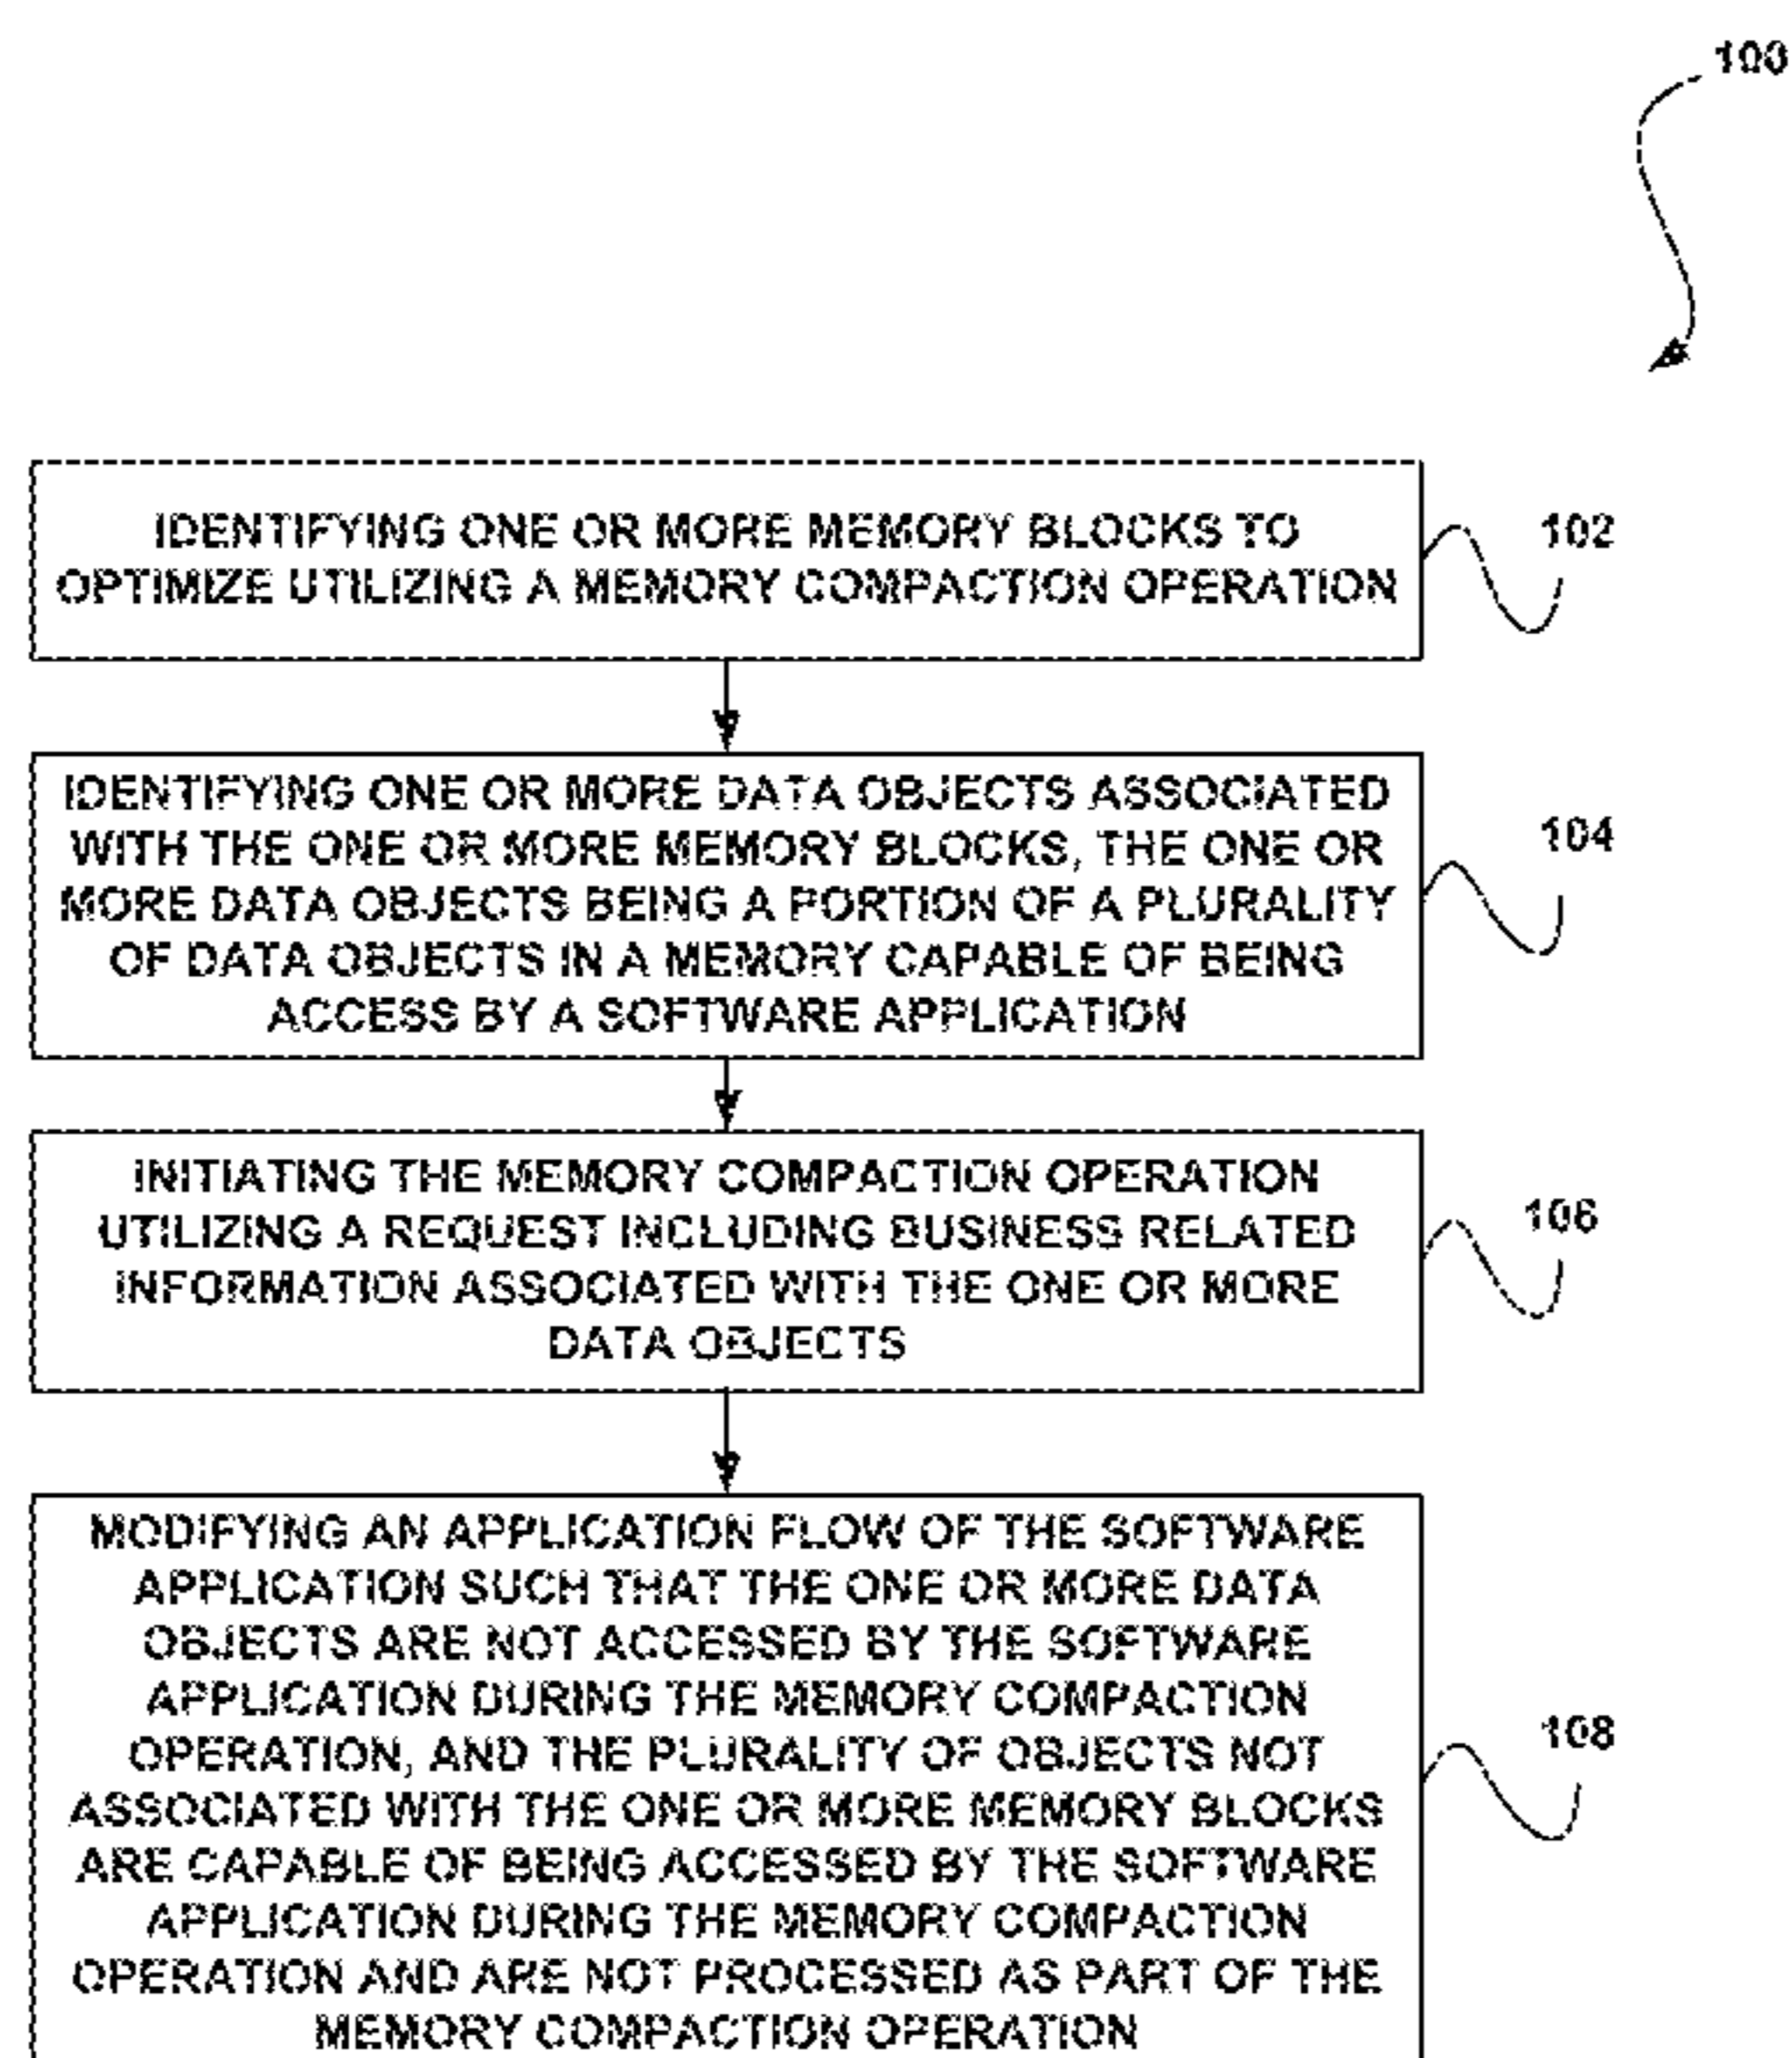 100
IDENTIFYING ONE OR MORE MEMORY BLOCKS TO
OPTIMIZE UTILIZING A MEMORY COMPACTION OPERATION
102
IDENTIFYING ONE OR MORE DATA OBJECTS ASSOCIATED
WITH THE ONE OR MORE MEMORY BLOCKS, THE ONE OR
MORE DATA OBJECTS BEING A PORTION OF A PLURALITY
OF DATA OBJECTS IN A MEMORY CAPABLE OF BEING
ACCESS BY A SOFTWARE APPLICATION
104
INITIATING THE MEMORY COMPACTION OPERATION
UTILIZING A REQUEST INCLUDING BUSINESS RELATED
INFORMATION ASSOCIATED WITH THE ONE OR MORE
DATA OBJECTS
106
MODIFYING AN APPLICATION FLOW OF THE SOFTWARE
APPLICATION SUCH THAT THE ONE OR MORE DATA
OBJECTS ARE NOT ACCESSED BY THE SOFTWARE
APPLICATION DURING THE MEMORY COMPACTION
OPERATION, AND THE PLURALITY OF OBJECTS NOT
ASSOCIATED WITH THE ONE OR MORE MEMORY BLOCKS
ARE CAPABLE OF BEING ACCESSED BY THE SOFTWARE
APPLICATION DURING THE MEMORY COMPACTION
OPERATION AND ARE NOT PROCESSED AS PART OF THE
MEMORY COMPACTION OPERATION
108